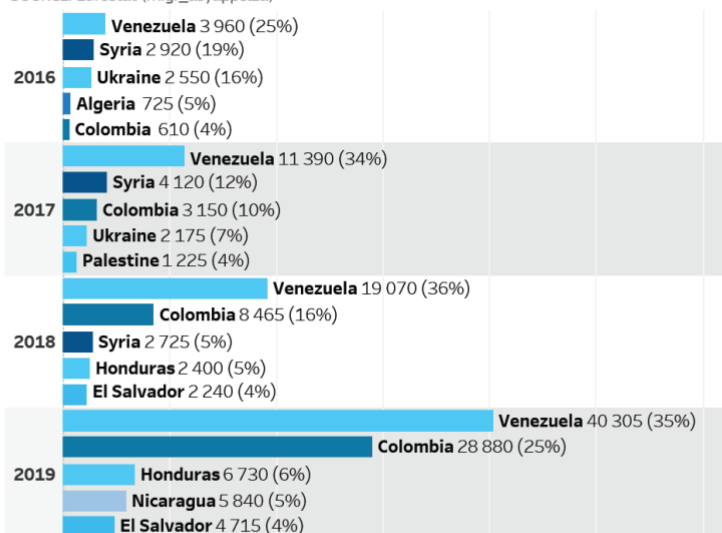 Venezuela 3 960 (25%)
Syria 2 920 (19%)
2016 Ukraine 2 550 (16%)
Algeria 725 (5%)
Colombia 610 (4%)
Venezuela 11 390 (34%)
Syria 4 120 (12%)
2017 Colombia 3 150 (10%)
Ukraine 2 175 (7%)
Palestine 1 225 (4%)
Venezuela 19 070 (36%)
Colombia 8 465 (16%)
2018 Syria 2 725 (5%)
Honduras 2 400 (5%)
El Salvador 2 240 (4%)
Venezuela 40 305 (35%)
Colombia 28 880 (25%)
2019 Honduras 6 730 (6%)
Nicaragua 5 840 (5%)
El Salvador 4 715 (4%)